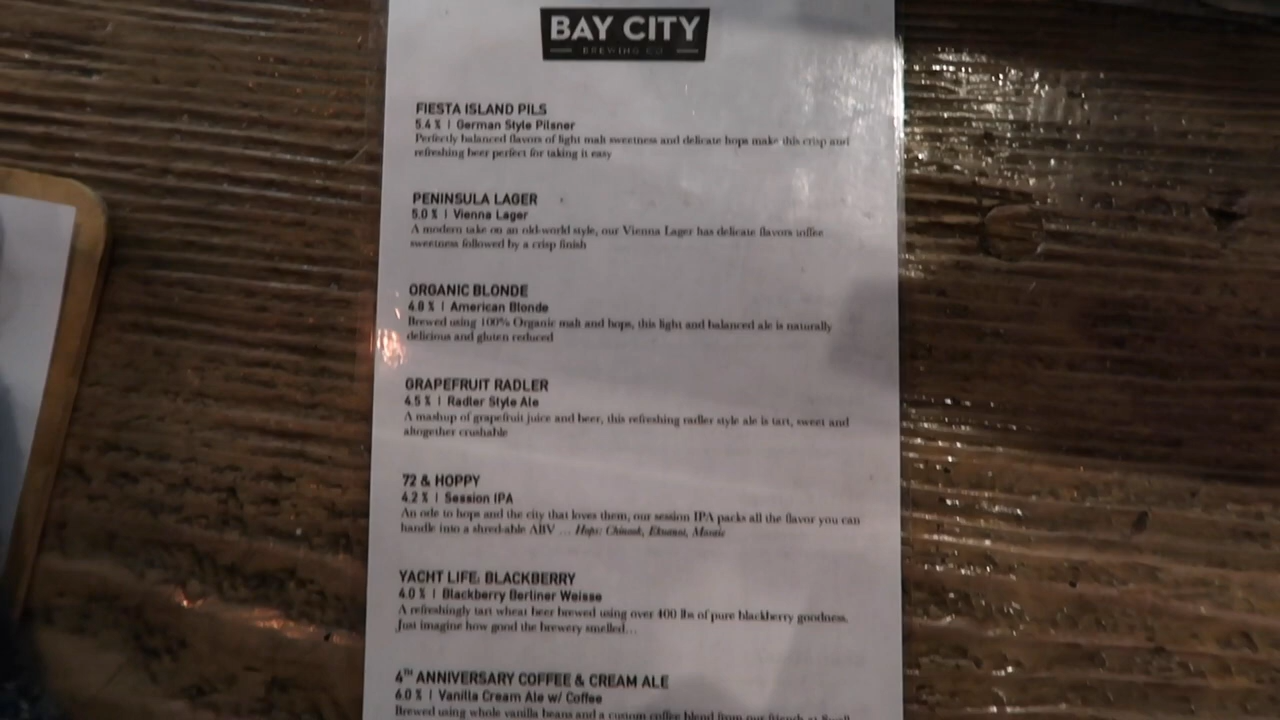 BAY CITY
BREWING CO
FIESTA ISLAND PILS
5.4 % | German Style Pilsner
Perfectly balanced flavors of light malt sweetness and delicate hops make this crisp and
refreshing beer perfect for taking it easy
PENINSULA LAGER
5.0 % | Vienna Lager
A modern take on an old-world style, our Vienna Lager has delicate flavors toffee
sweetness followed by a crisp finish
ORGANIC BLONDE
4.8 % | American Blonde
Brewed using 100% Organic malt and hops, this light and balanced ale is naturally
delicious and gluten reduced
GRAPEFRUIT RADLER
4.5 % | Radler Style Ale
A mashup of grapefruit juice and beer, this refreshing radler style ale is tart, sweet and
altogether crushable
72 & HOPPY
4.2 % | Session IPA
An ode to hops and the city that loves them, our session IPA packs all the flavor you can
handle into a shred-able ABV ... Hops: Chinook, Ekuanot, Mosaic
YACHT LIFE: BLACKBERRY
4.0 % | Blackberry Berliner Weisse
A refreshingly tart wheat beer brewed using over 400 lbs of pure blackberry goodness.
Just imagine how good the brewery smelled...
4TH ANNIVERSARY COFFEE & CREAM ALE
6.0 % | Vanilla Cream Ale w/ Coffee
Brewed using whole vanilla beans and a custom coffee blend from our friends at